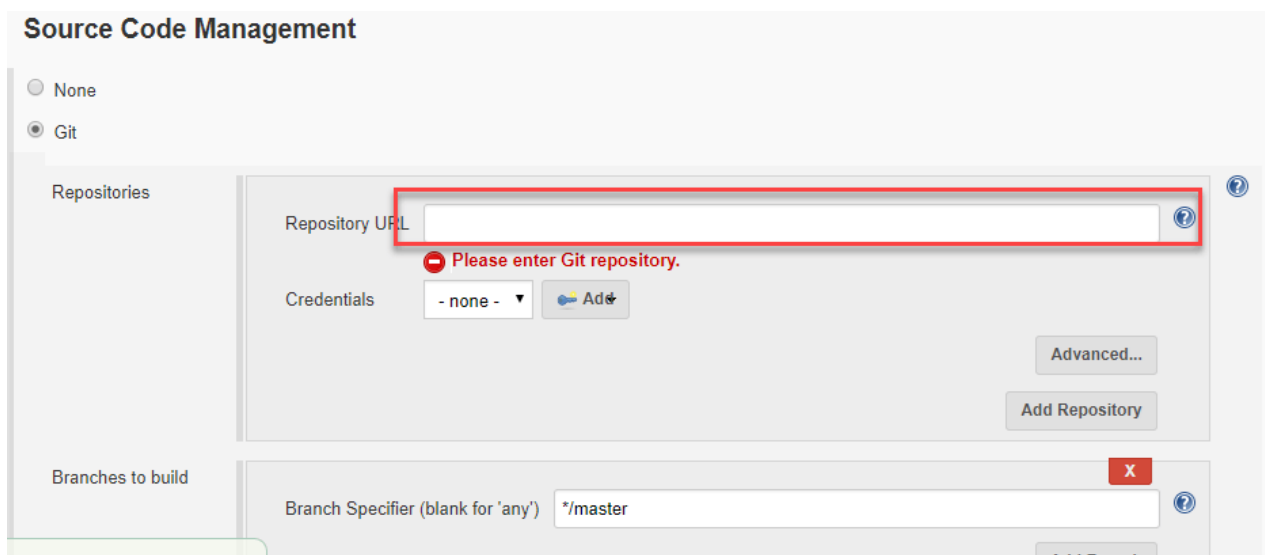 Source Code Management
None
Git
Repositories
Repository URL
Please enter Git repository.
Credentials - none - Add
Advanced...
Add Repository
Branches to build
X
Branch Specifier (blank for 'any') */master